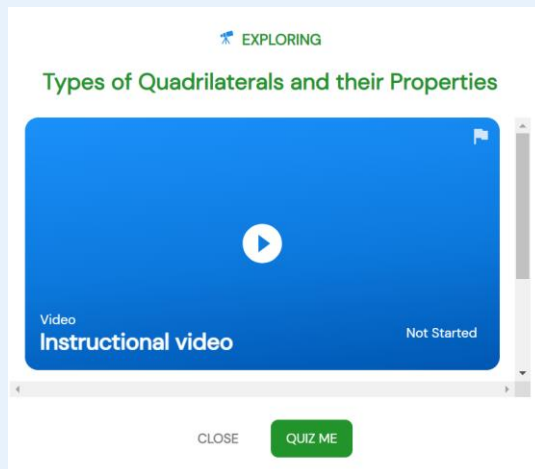 EXPLORING
Types of Quadrilaterals and their Properties
Video
Instructional video
Not Started
CLOSE
QUIZ ME